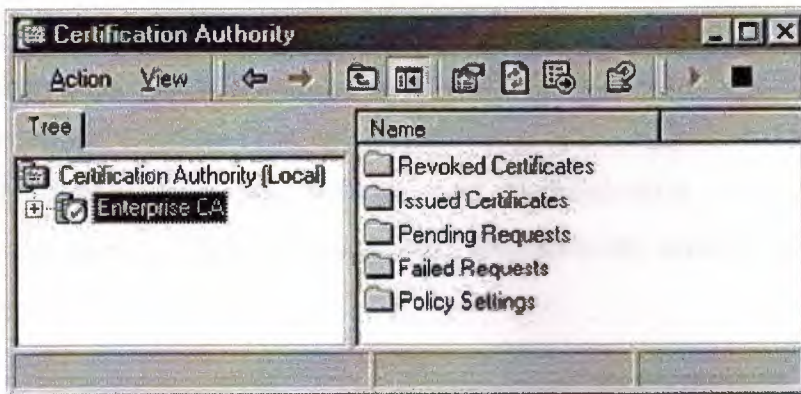 Certification Authority
Action View
Tree
Name
Certification Authority (Local)
Enterprise CA
Revoked Certificates
Issued Certificates
Pending Requests
Failed Requests
Policy Settings